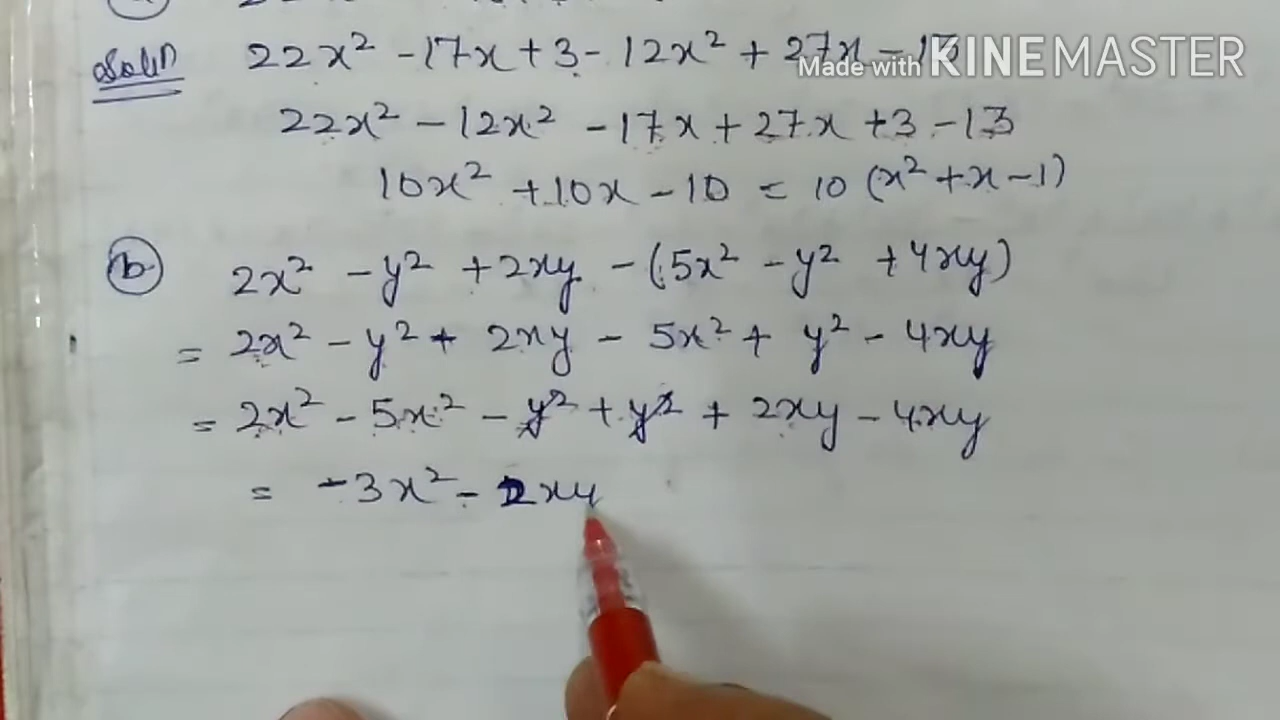 Soln 22x² - 17x + 3 - 12x² + 27x - 13
Made with KINEMASTER
22x² - 12x² - 17x + 27x + 3 - 13
10x² + 10x - 10 = 10 (x² + x - 1)
(b) 2x² - y² + 2xy - (5x² - y² + 4xy)
= 2x² - y² + 2xy - 5x² + y² - 4xy
= 2x² - 5x² - y² + y² + 2xy - 4xy
= -3x² - 2xy